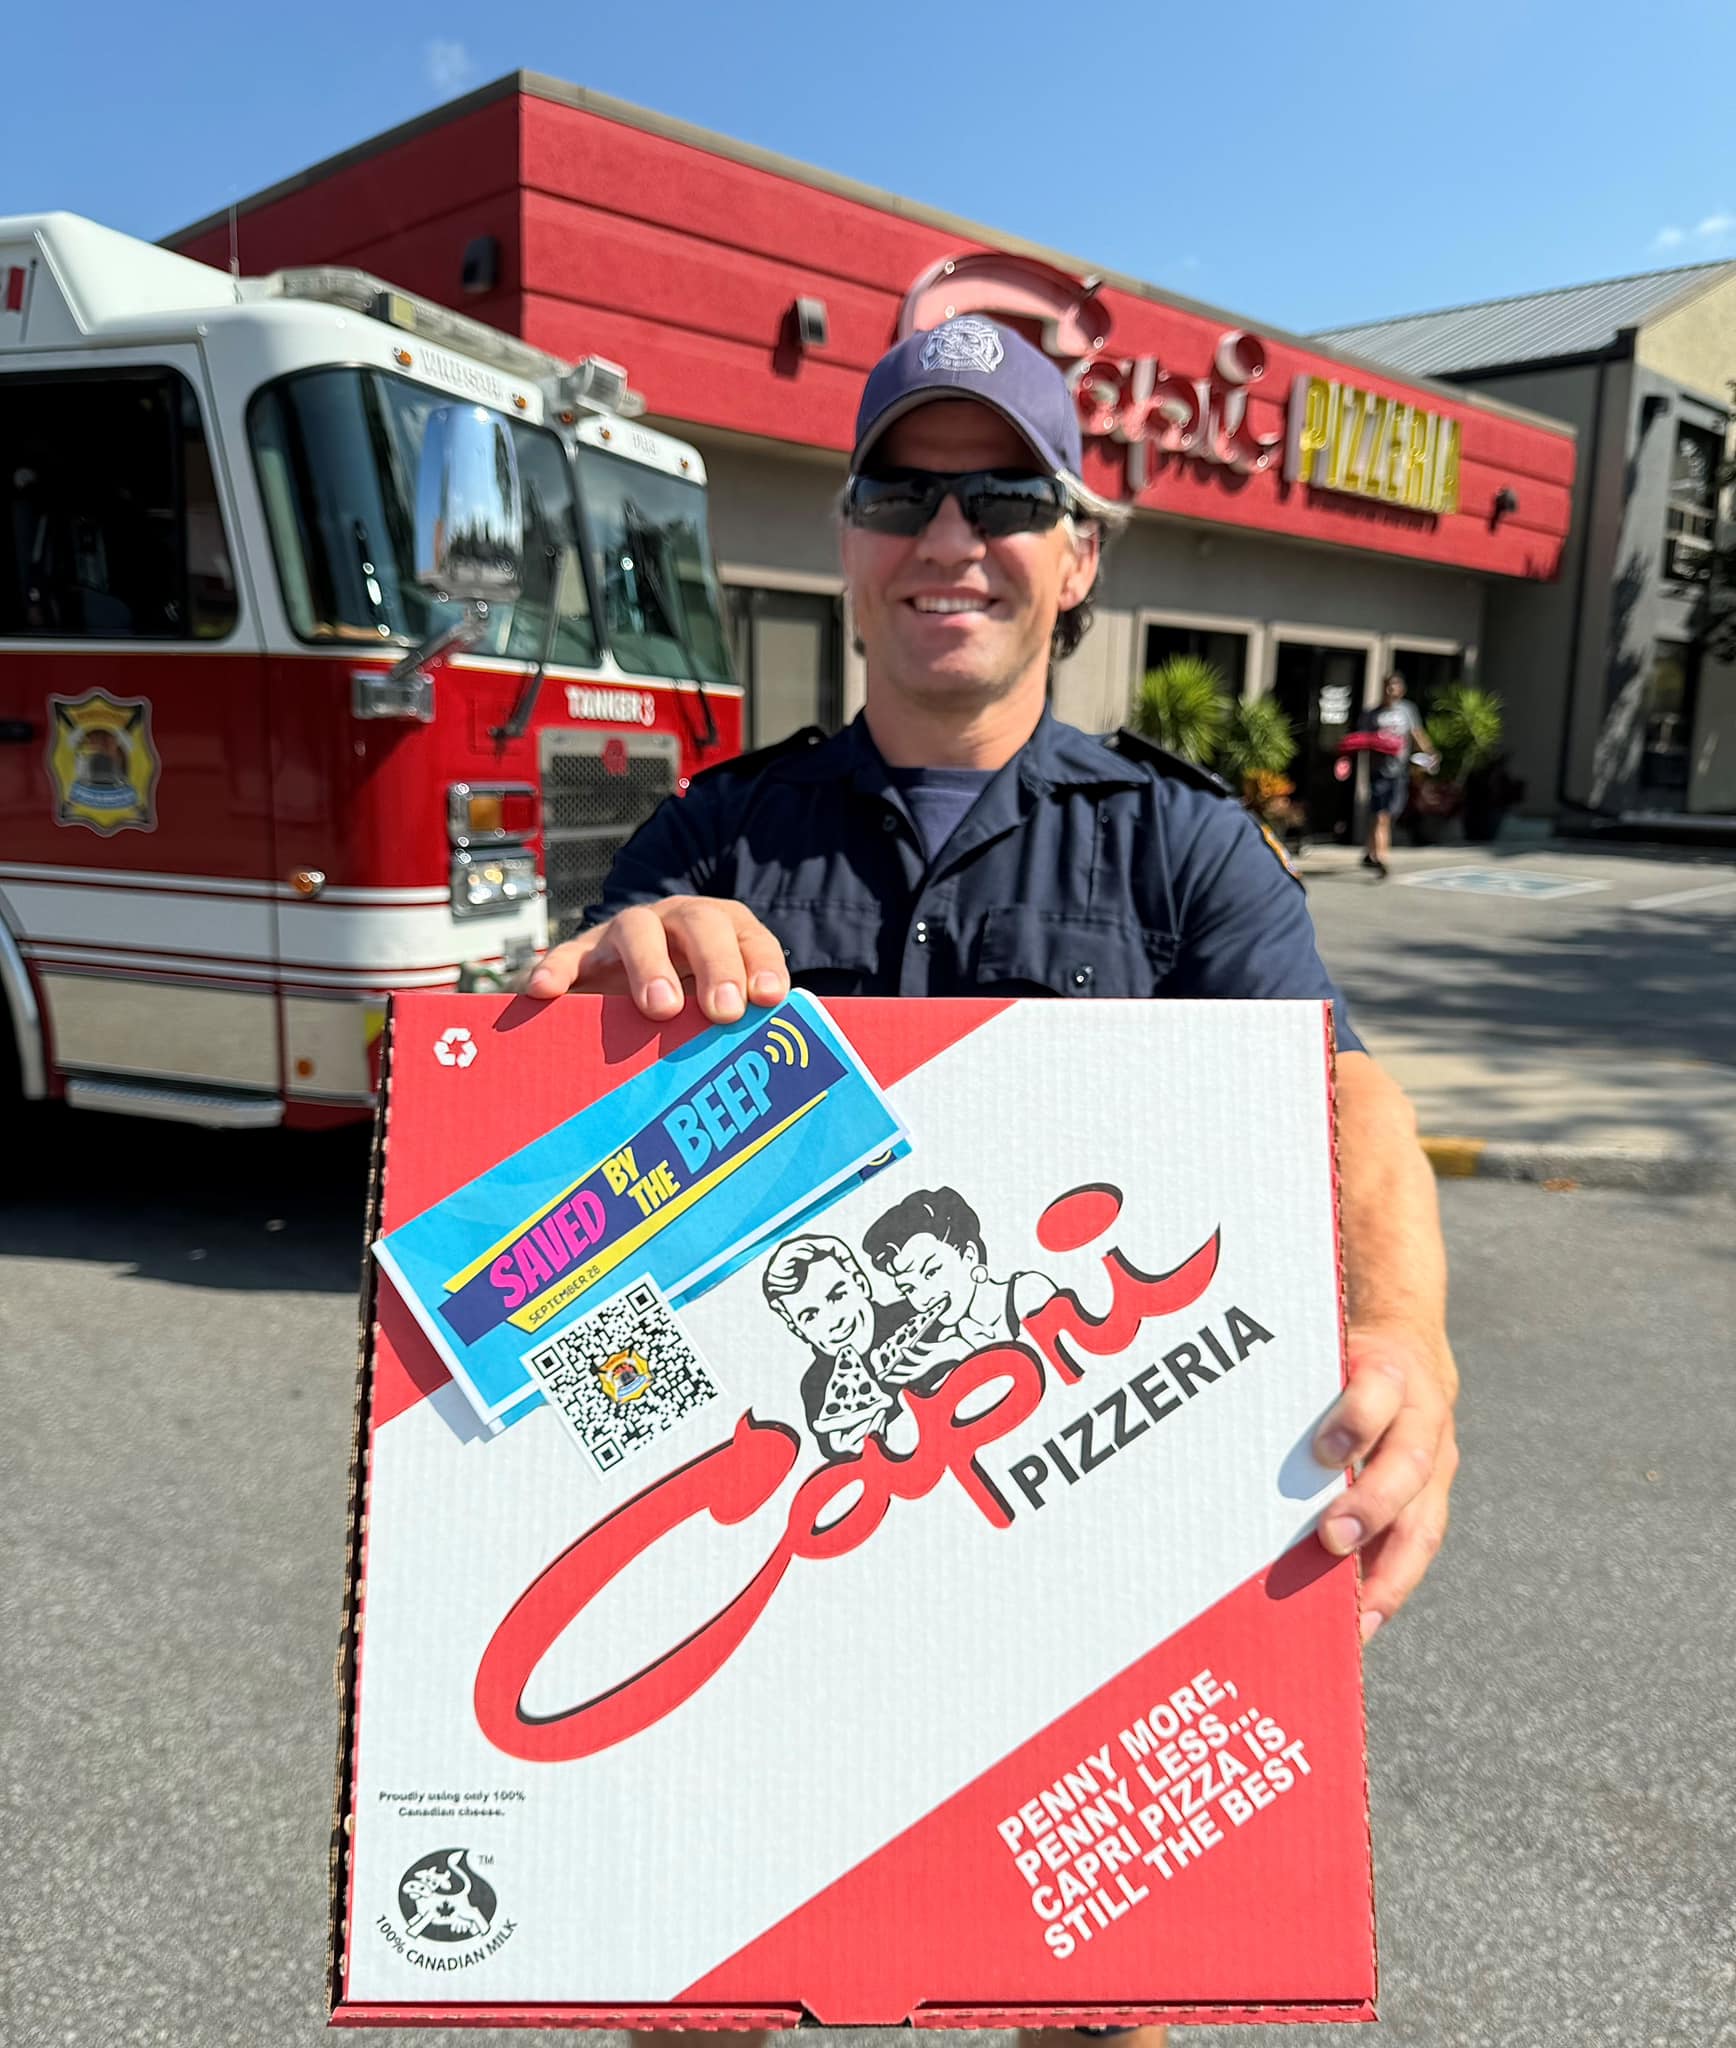 Capri PIZZERIA
TANKER 3
SAVED
BY
THE
BEEP
SEPTEMBER 28
Capri
PIZZERIA
Proudly using only 100%
Canadian cheese.
TM
100% CANADIAN MILK
PENNY MORE,
PENNY LESS...
CAPRI PIZZA IS
STILL THE BEST